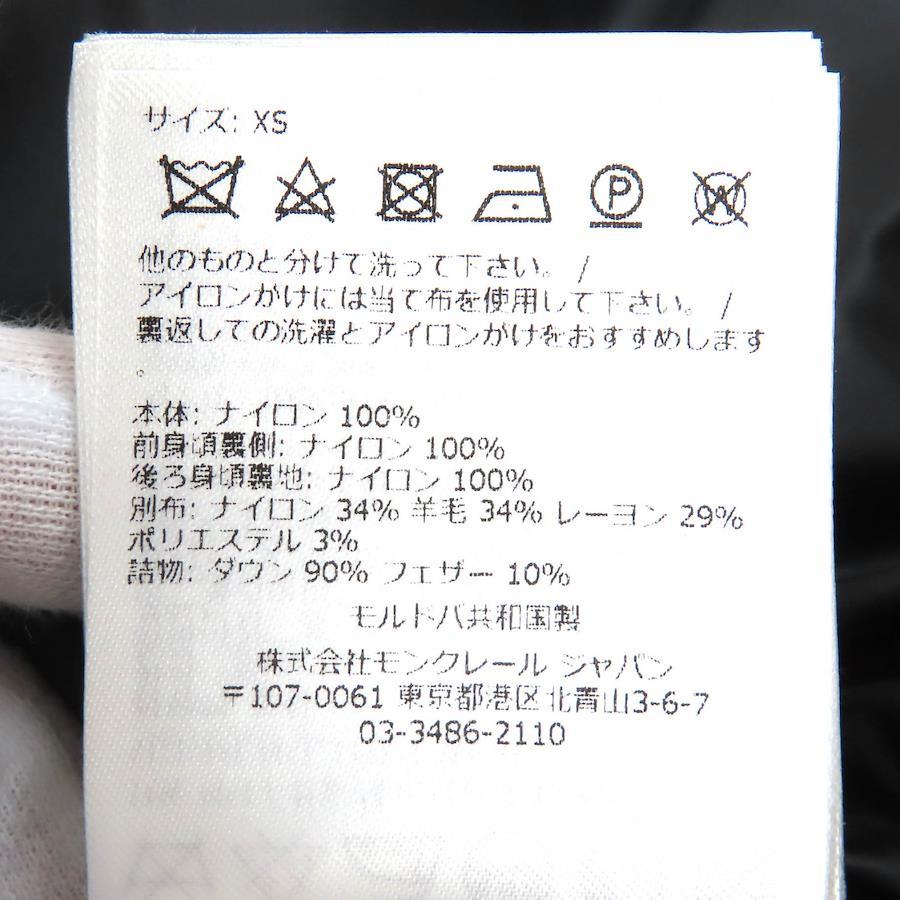 サイズ: XS
P
W
他のものと分けて洗って下さい。 /
アイロンがけには当て布を使用して下さい。 /
裏返しての洗濯とアイロンがけをおすすめします
。
本体: ナイロン 100%
前身頃裏側: ナイロン 100%
後ろ身頃裏地: ナイロン 100%
別布: ナイロン 34% 羊毛 34% レーヨン 29%
ポリエステル 3%
詰物: ダウン 90% フェザー 10%
モルドバ共和国製
株式会社モンクレール ジャパン
〒107-0061 東京都港区北青山3-6-7
03-3486-2110